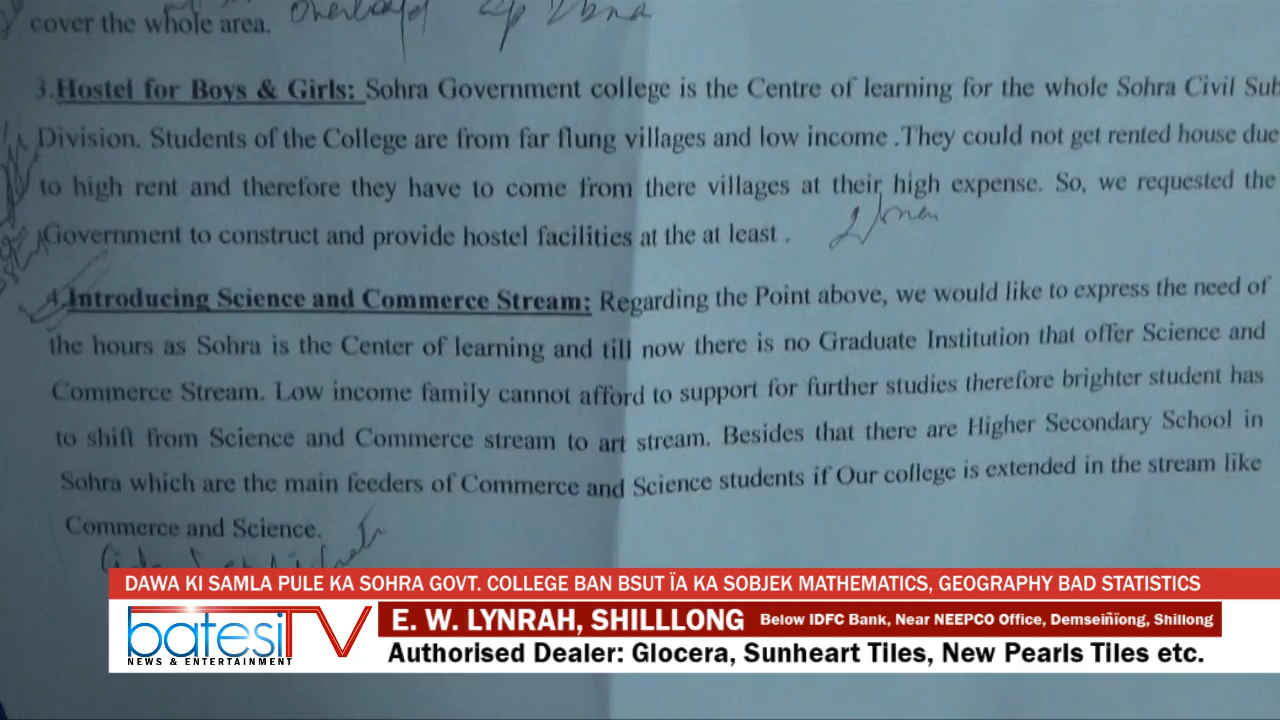 cover the whole area.
3. Hostel for Boys & Girls: Sohra Government college is the Centre of learning for the whole Sohra Civil Sub
Division. Students of the College are from far flung villages and low income .They could not get rented house due
to high rent and therefore they have to come from there villages at their high expense. So, we requested the
Government to construct and provide hostel facilities at the at least .
4.Introducing Science and Commerce Stream: Regarding the Point above, we would like to express the need of
the hours as Sohra is the Center of learning and till now there is no Graduate Institution that offer Science and
Commerce Stream. Low income family cannot afford to support for further studies therefore brighter student has
to shift from Science and Commerce stream to art stream. Besides that there are Higher Secondary School in
Sohra which are the main feeders of Commerce and Science students if Our college is extended in the stream like
Commerce and Science.
DAWA KI SAMLA PULE KA SOHRA GOVT. COLLEGE BAN BSUT ÏA KA SOBJEK MATHEMATICS, GEOGRAPHY BAD STATISTICS
batesi TV
NEWS & ENTERTAINMENT
E. W. LYNRAH, SHILLLONG
Below IDFC Bank, Near NEEPCO Office, Demseiñïong, Shillong
Authorised Dealer: Glocera, Sunheart Tiles, New Pearls Tiles etc.